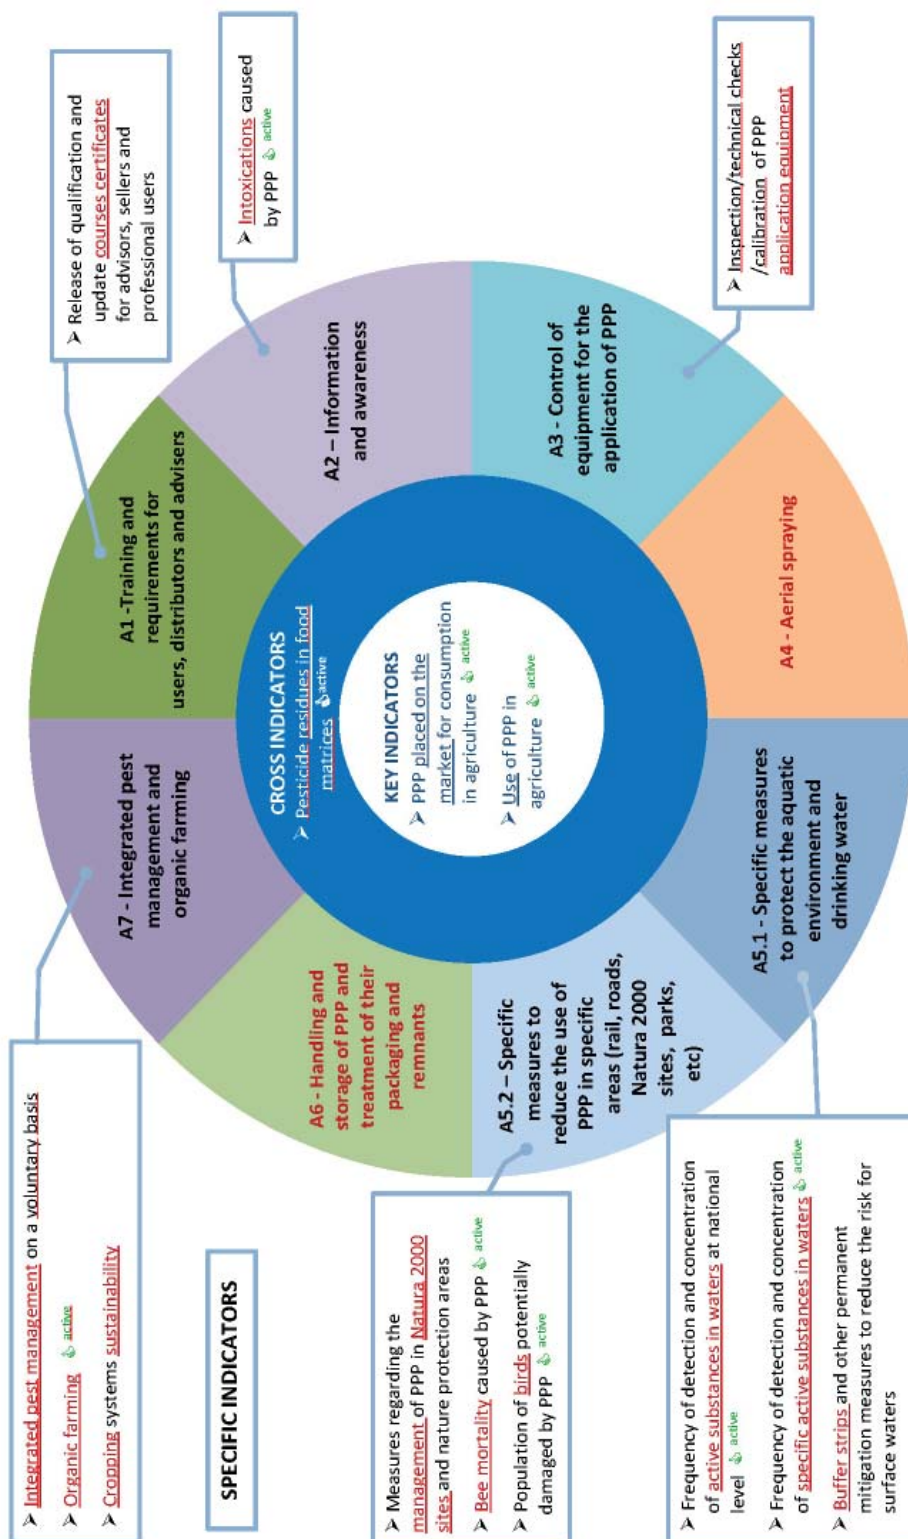 ➢ Integrated pest management on a voluntary basis
➢ Organic farming active
➢ Cropping systems sustainability
SPECIFIC INDICATORS
➢ Measures regarding the
management of PPP in Natura 2000
sites and nature protection areas
➢ Bee mortality caused by PPP active
➢ Population of birds potentially
damaged by PPP active
➢ Frequency of detection and concentration
of active substances in waters at national
level active
➢ Frequency of detection and concentration
of specific active substances in waters active
➢ Buffer strips and other permanent
mitigation measures to reduce the risk for
surface waters
A7 - Integrated pest
management and
organic farming
A1 -Training and
requirements for
users, distributors and advisers
A2 – Information
and awareness
A3 - Control of
equipment for the
application of PPP
A4 - Aerial spraying
A5.1 - Specific measures
to protect the aquatic
environment and
drinking water
A5.2 – Specific
measures to
reduce the use of
PPP in specific
areas (rail, roads,
Natura 2000
sites, parks,
etc)
A6 - Handling and
storage of PPP and
treatment of their
packaging and
remnants
CROSS INDICATORS
➢ Pesticide residues in food
matrices active
KEY INDICATORS
➢ PPP placed on the
market for consumption
in agriculture active
➢ Use of PPP in
agriculture active
➢ Release of qualification and
update courses certificates
for advisors, sellers and
professional users
➢ Intoxications caused
by PPP active
➢ Inspection/technical checks
/calibration of PPP
application equipment